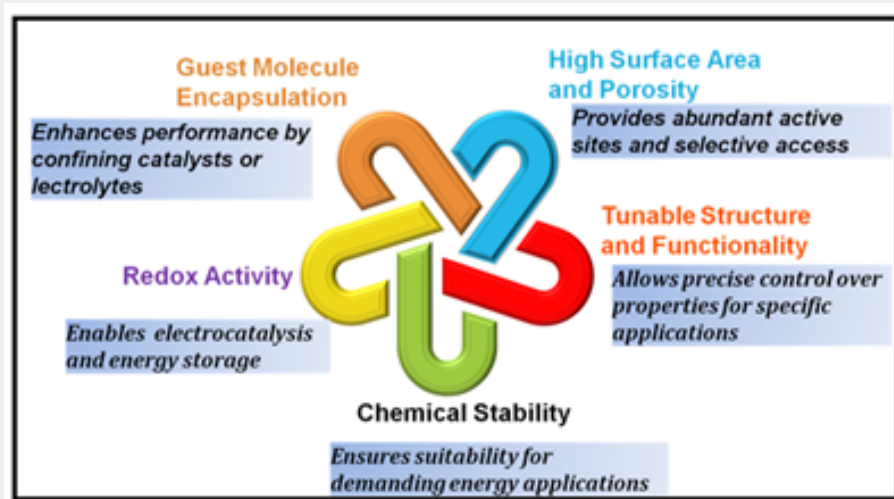 Guest Molecule
Encapsulation
Enhances performance by
confining catalysts or
lectrolytes
High Surface Area
and Porosity
Provides abundant active
sites and selective access
Tunable Structure
and Functionality
Allows precise control over
properties for specific
applications
Redox Activity
Enables electrocatalysis
and energy storage
Chemical Stability
Ensures suitability for
demanding energy applications